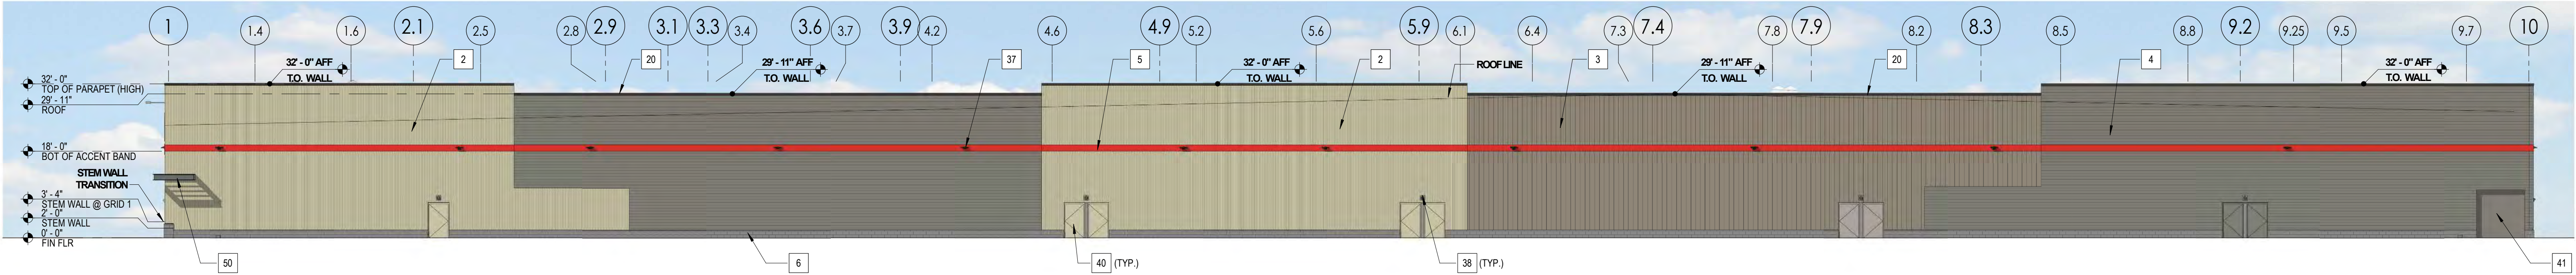 1
1.4
1.6
2.1
2.5
2.8
2.9
3.1
3.3
3.4
3.6
3.7
3.9
4.2
4.6
4.9
5.2
5.6
5.9
6.1
6.4
7.3
7.4
7.8
7.9
8.2
8.3
8.5
8.8
9.2
9.25
9.5
9.7
10
32' - 0" AFF
T.O. WALL
2
20
29' - 11" AFF
T.O. WALL
37
5
32' - 0" AFF
T.O. WALL
2
ROOF LINE
3
29' - 11" AFF
T.O. WALL
20
4
32' - 0" AFF
T.O. WALL
32' - 0"
TOP OF PARAPET (HIGH)
29' - 11"
ROOF
18' - 0"
BOT OF ACCENT BAND
STEM WALL
TRANSITION
3' - 4"
STEM WALL @ GRID 1
2' - 0"
STEM WALL
0' - 0"
FIN FLR
50
6
40 (TYP.)
38 (TYP.)
41